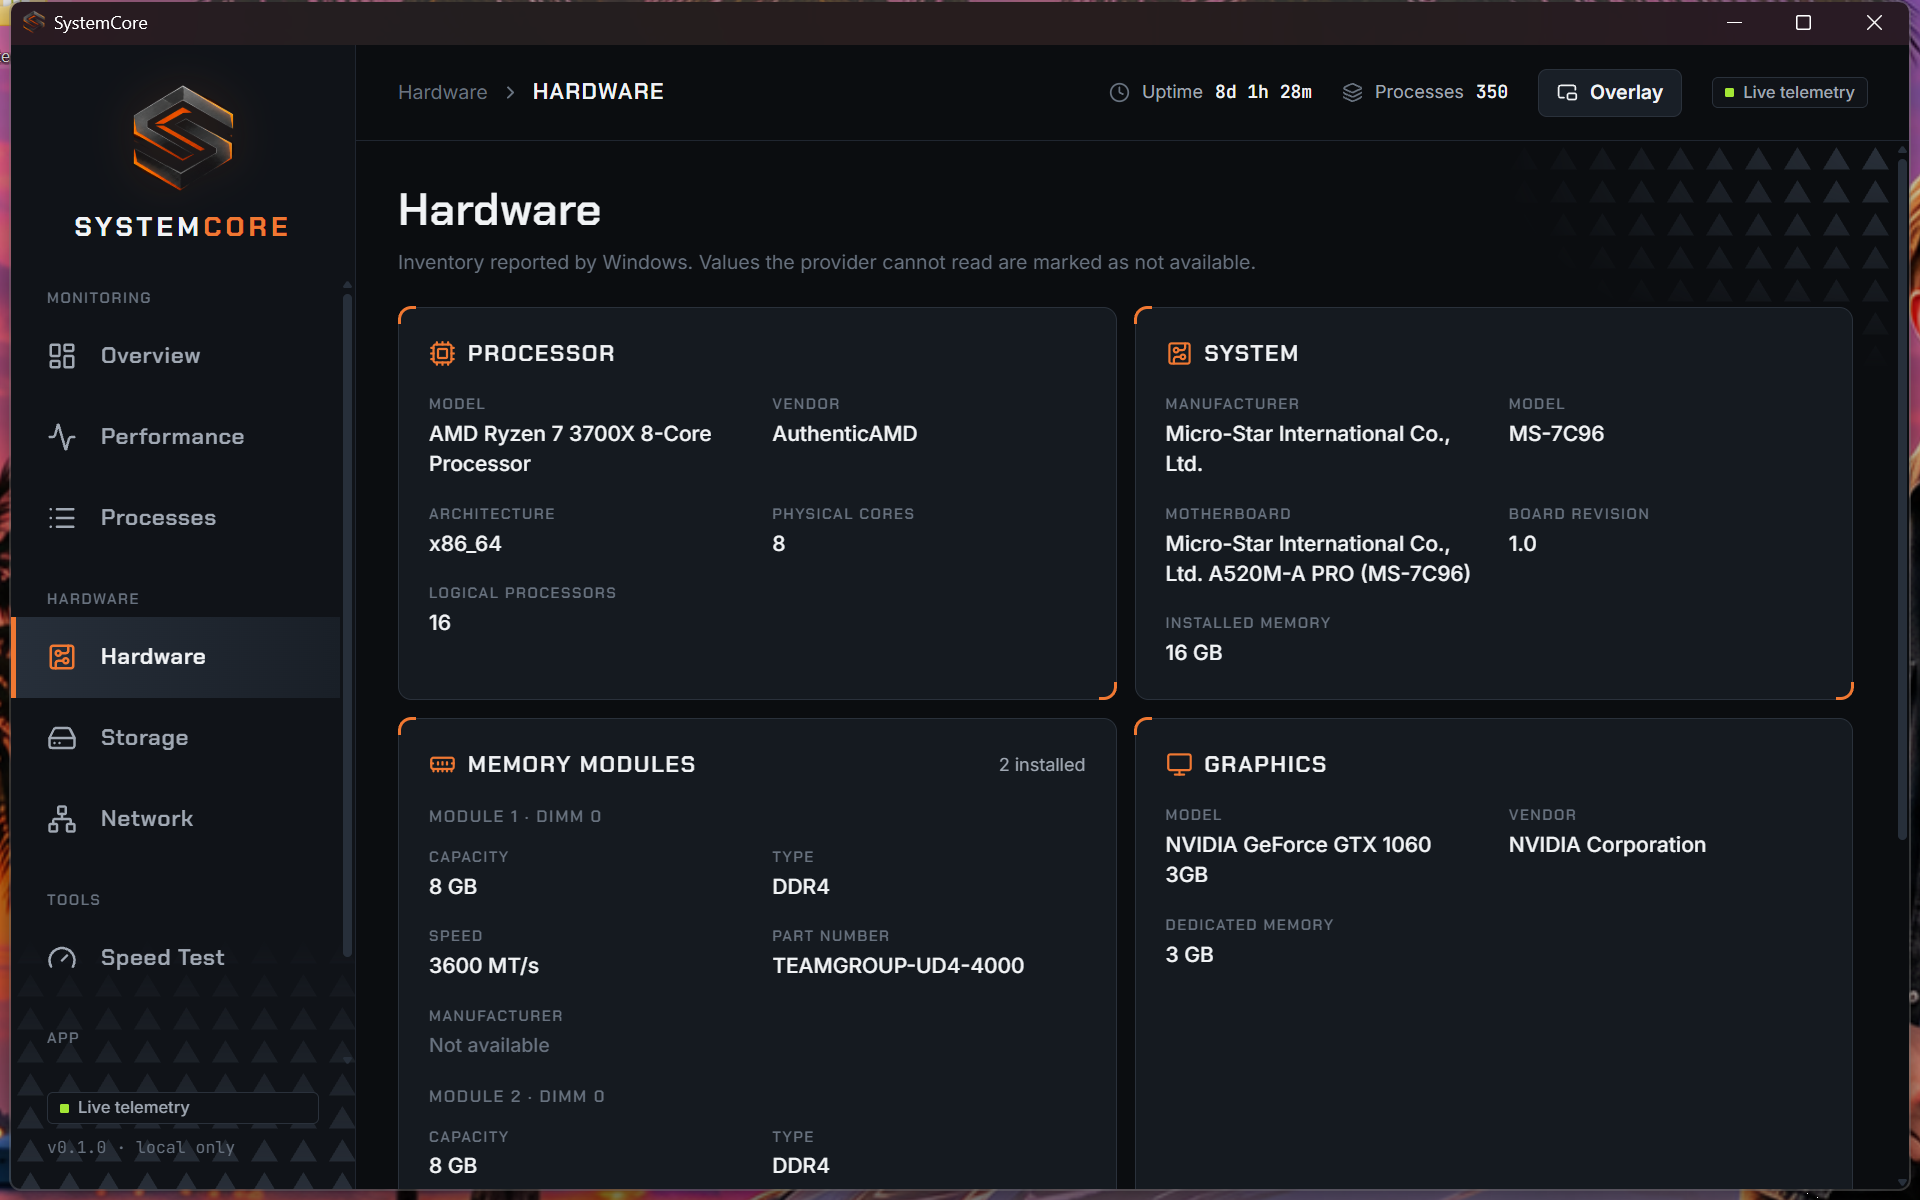 SystemCore
SYSTEMCORE
MONITORING
Overview
Performance
Processes
HARDWARE
Hardware
Storage
Network
TOOLS
Speed Test
APP
Live telemetry
v0.1.0 · local only
Hardware > HARDWARE
Uptime 8d 1h 28m
Processes 350
Overlay
Live telemetry
Hardware
Inventory reported by Windows. Values the provider cannot read are marked as not available.
PROCESSOR
MODEL
AMD Ryzen 7 3700X 8-Core
Processor
VENDOR
AuthenticAMD
ARCHITECTURE
x86_64
PHYSICAL CORES
8
LOGICAL PROCESSORS
16
SYSTEM
MANUFACTURER
Micro-Star International Co.,
Ltd.
MODEL
MS-7C96
MOTHERBOARD
Micro-Star International Co.,
Ltd. A520M-A PRO (MS-7C96)
BOARD REVISION
1.0
INSTALLED MEMORY
16 GB
MEMORY MODULES
2 installed
MODULE 1 · DIMM 0
CAPACITY
8 GB
TYPE
DDR4
SPEED
3600 MT/s
PART NUMBER
TEAMGROUP-UD4-4000
MANUFACTURER
Not available
MODULE 2 · DIMM 0
CAPACITY
8 GB
TYPE
DDR4
GRAPHICS
MODEL
NVIDIA GeForce GTX 1060
3GB
VENDOR
NVIDIA Corporation
DEDICATED MEMORY
3 GB